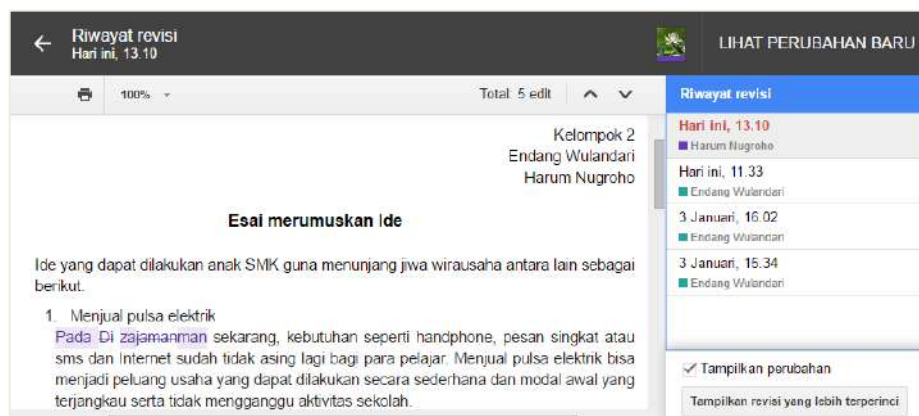 Riwayat revisi
Hari ini, 13.10
LIHAT PERUBAHAN BARU
100%
Total: 5 edit
Kelompok 2
Endang Wulandari
Harum Nugroho
Esai merumuskan Ide
Ide yang dapat dilakukan anak SMK guna menunjang jiwa wirausaha antara lain sebagai
berikut.
1. Menjual pulsa elektrik
Pada Di zajamanman sekarang, kebutuhan seperti handphone, pesan singkat atau
sms dan Internet sudah tidak asing lagi bagi para pelajar. Menjual pulsa elektrik bisa
menjadi peluang usaha yang dapat dilakukan secara sederhana dan modal awal yang
terjangkau serta tidak mengganggu aktivitas sekolah.
Riwayat revisi
Hari ini, 13.10
Harum Nugroho
Hari ini, 11.33
Endang Wulandari
3 Januari, 16.02
Endang Wulandari
3 Januari, 15.34
Endang Wulandari
Tampilkan perubahan
Tampilkan revisi yang lebih terperinci